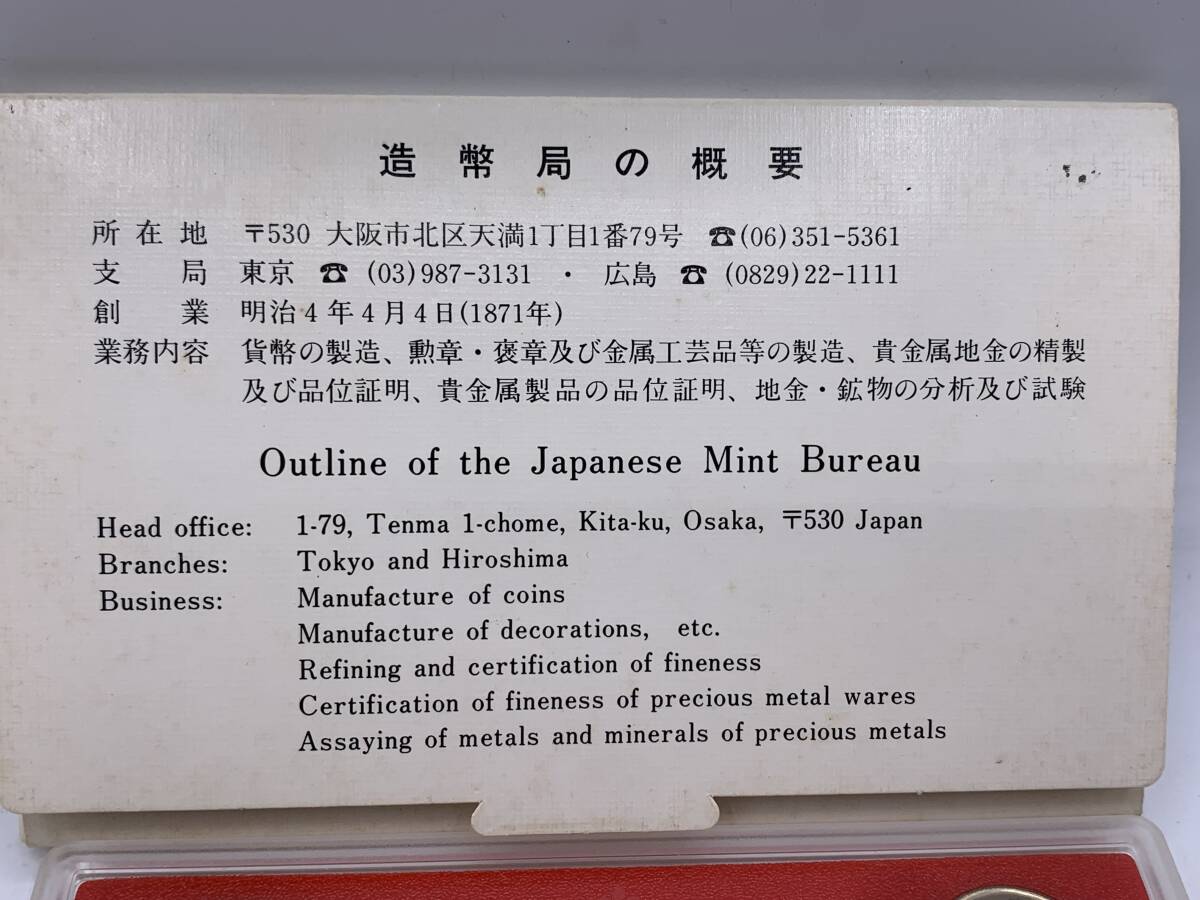 造幣局の概要
所在地 〒530 大阪市北区天満1丁目1番79号 ☎(06)351-5361
支局 東京 ☎ (03)987-3131 ・ 広島 ☎ (0829)22-1111
創業 明治4年4月4日(1871年)
業務内容 貨幣の製造、勲章・褒章及び金属工芸品等の製造、貴金属地金の精製
及び品位証明、貴金属製品の品位証明、地金・鉱物の分析及び試験
Outline of the Japanese Mint Bureau
Head office: 1-79, Tenma 1-chome, Kita-ku, Osaka, 〒530 Japan
Branches: Tokyo and Hiroshima
Business: Manufacture of coins
Manufacture of decorations, etc.
Refining and certification of fineness
Certification of fineness of precious metal wares
Assaying of metals and minerals of precious metals